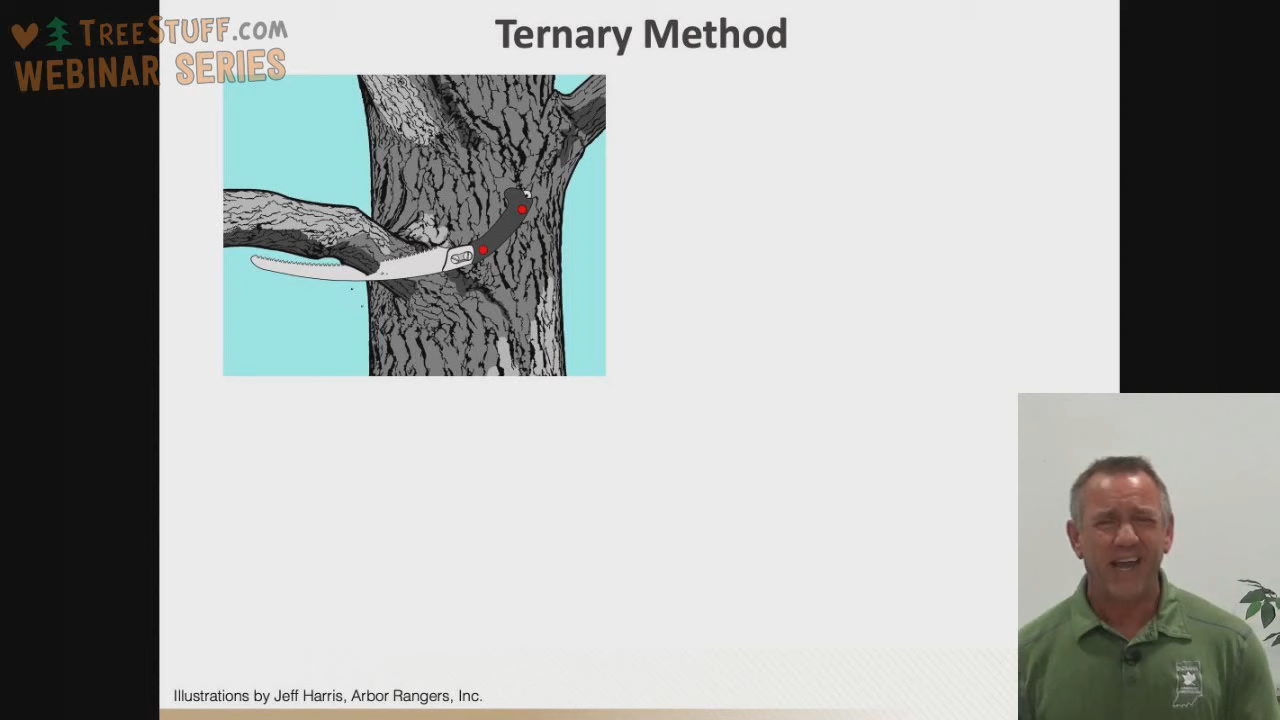 Ternary Method
TREESTUFF.com
WEBINAR SERIES
Illustrations by Jeff Harris, Arbor Rangers, Inc.